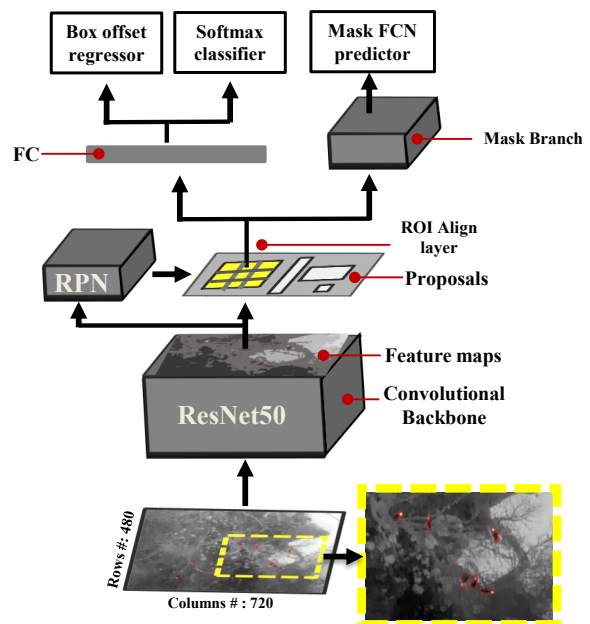 Box offset
regressor
Softmax
classifier
Mask FCN
predictor
FC
Mask Branch
ROI Align
layer
RPN
Proposals
Feature maps
ResNet50
Convolutional
Backbone
Rows #: 480
Columns # : 720